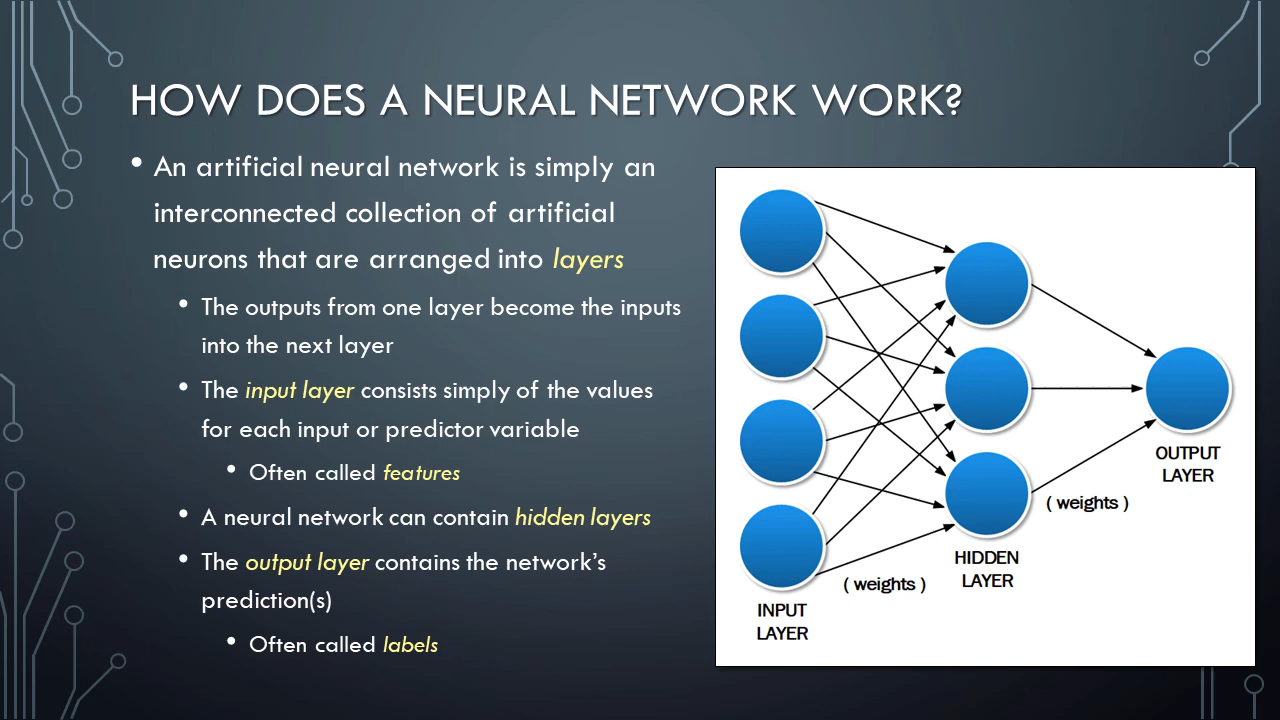 HOW DOES A NEURAL NETWORK WORK?
• An artificial neural network is simply an
interconnected collection of artificial
neurons that are arranged into layers
• The outputs from one layer become the inputs
into the next layer
• The input layer consists simply of the values
for each input or predictor variable
• Often called features
• A neural network can contain hidden layers
• The output layer contains the network’s
prediction(s)
• Often called labels
OUTPUT
LAYER
( weights )
HIDDEN
LAYER
( weights )
INPUT
LAYER